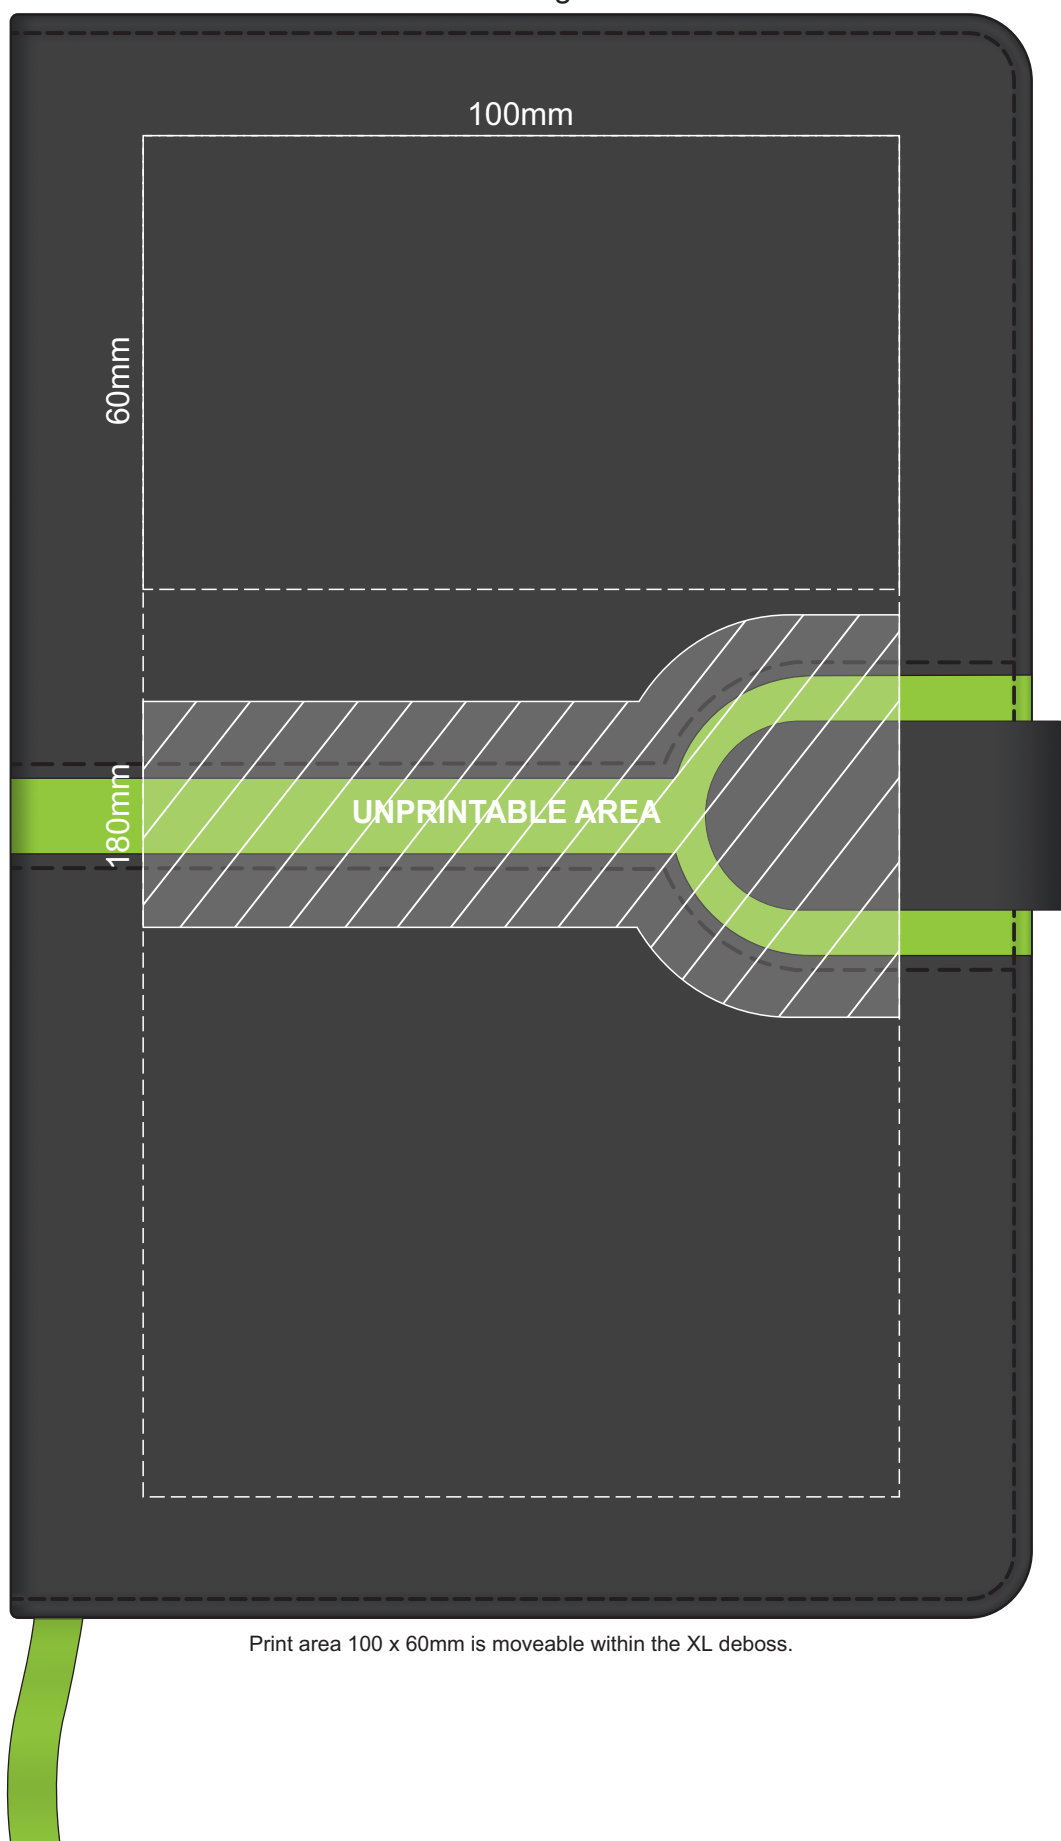 100mm
60mm
180mm
UNPRINTABLE AREA
Print area 100 x 60mm is moveable within the XL deboss.